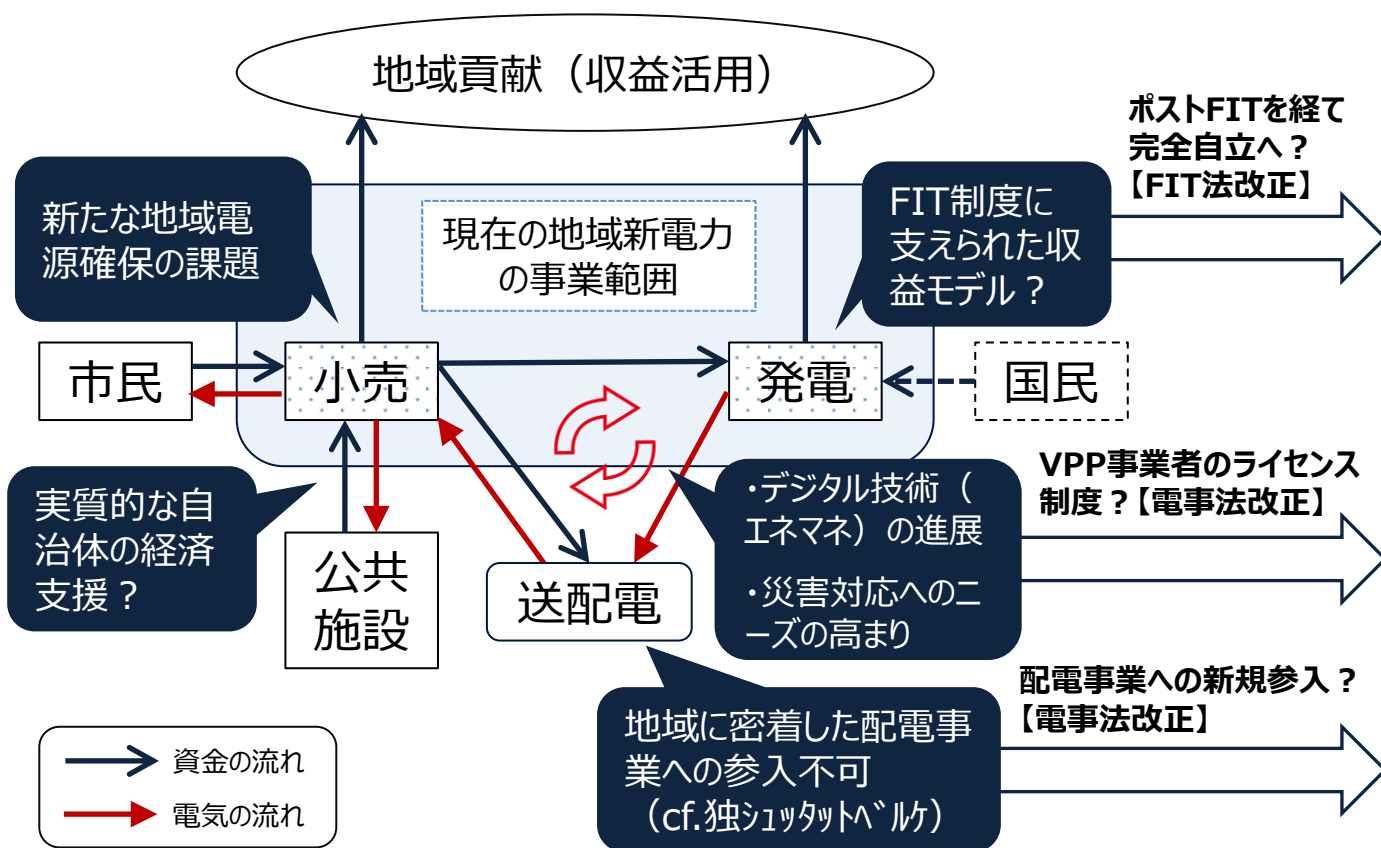 地域貢献（収益活用）
ポストFITを経て
完全自立へ？
【FIT法改正】
新たな地域電
源確保の課題
現在の地域新電力
の事業範囲
FIT制度に
支えられた収
益モデル？
市民
小売
発電
国民
実質的な自
治体の経済
支援？
公共
施設
送配電
・デジタル技術（
エネマネ）の進展
・災害対応へのニ
ーズの高まり
VPP事業者のライセンス
制度？【電事法改正】
地域に密着した配電事
業への参入不可
（cf.独ｼｭｯﾀｯﾄﾍﾞﾙｹ）
配電事業への新規参入？
【電事法改正】
資金の流れ
電気の流れ